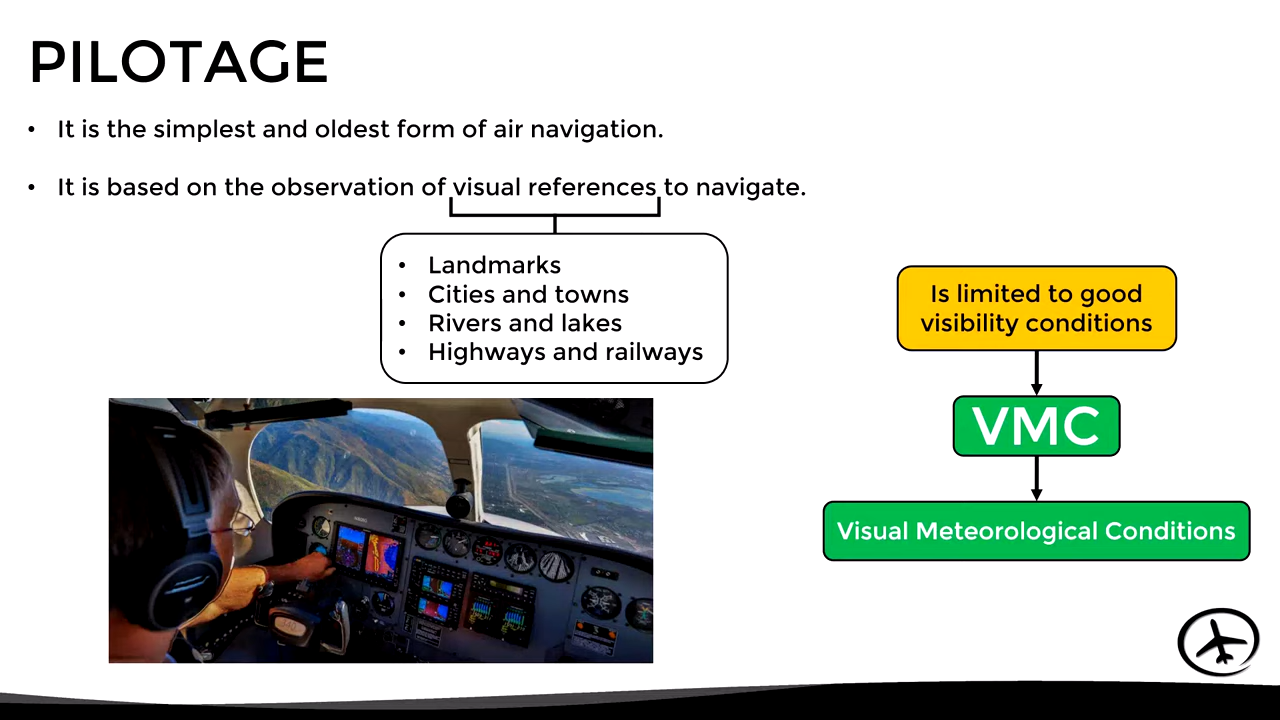 PILOTAGE
• It is the simplest and oldest form of air navigation.
• It is based on the observation of visual references to navigate.
• Landmarks
• Cities and towns
• Rivers and lakes
• Highways and railways
Is limited to good
visibility conditions
VMC
Visual Meteorological Conditions